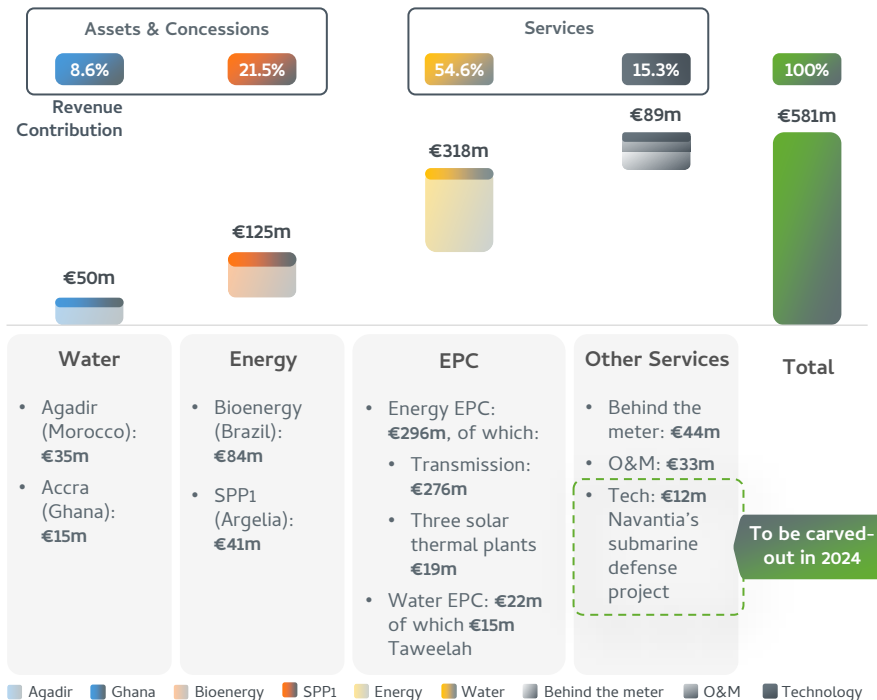 Assets & Concessions
Services
8.6%
21.5%
54.6%
15.3%
100%
Revenue
Contribution
€50m
€125m
€318m
€89m
€581m
Water
• Agadir
(Morocco):
€35m
• Accra
(Ghana):
€15m
Energy
• Bioenergy
(Brazil):
€84m
• SPP1
(Argelia):
€41m
EPC
• Energy EPC:
€296m, of which:
• Transmission:
€276m
• Three solar
thermal plants
€19m
• Water EPC: €22m
of which €15m
Taweelah
Other Services
• Behind the
meter: €44m
• O&M: €33m
• Tech: €12m
Navantia's
submarine
defense
project
Total
To be carved-
out in 2024
Agadir Ghana Bioenergy SPP1 Energy Water Behind the meter O&M Technology